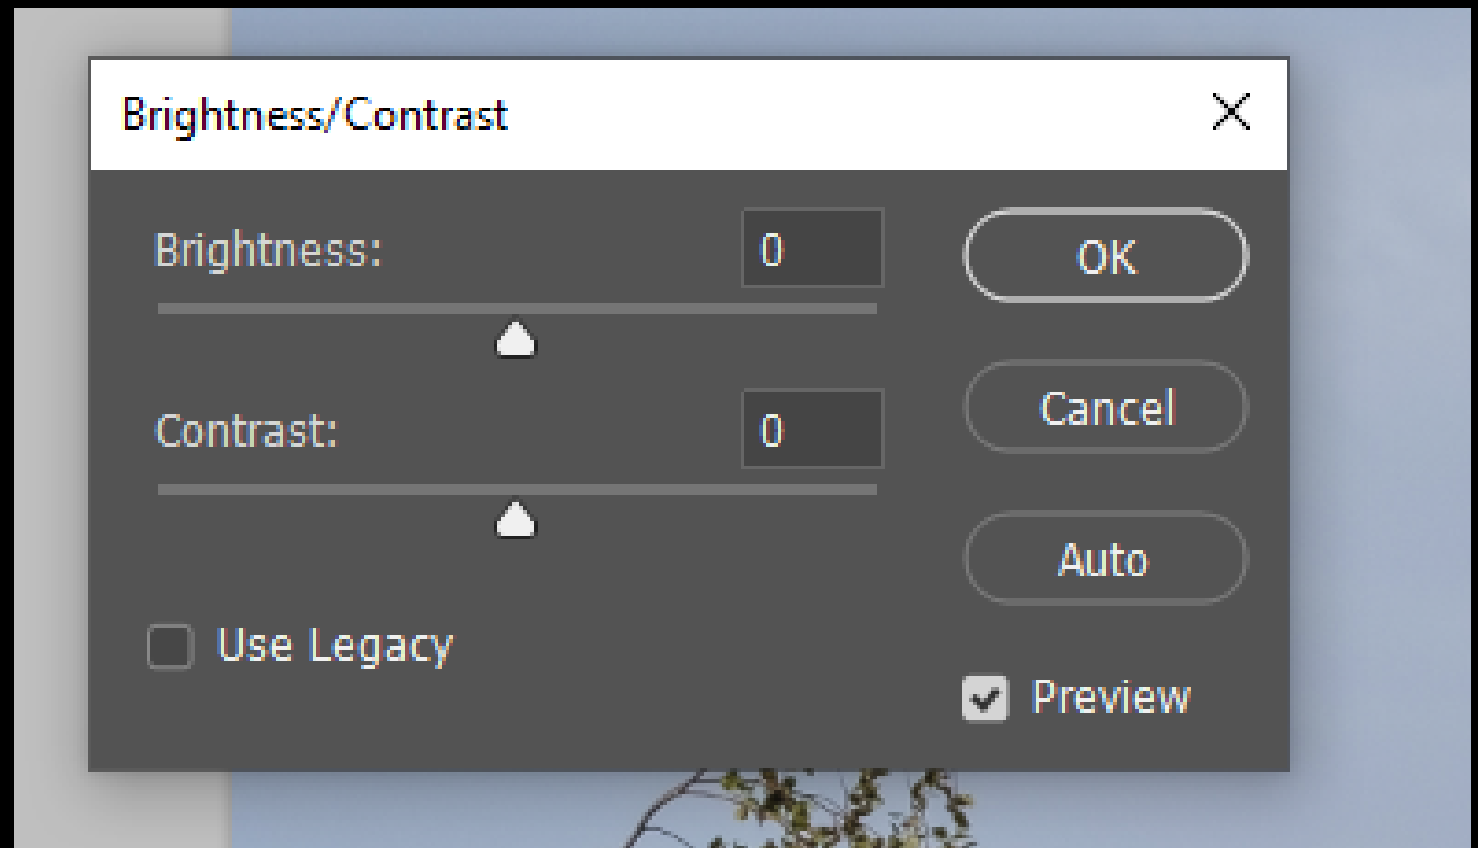 Brightness/Contrast
Brightness: 0
OK
Cancel
Contrast: 0
Auto
Use Legacy
Preview